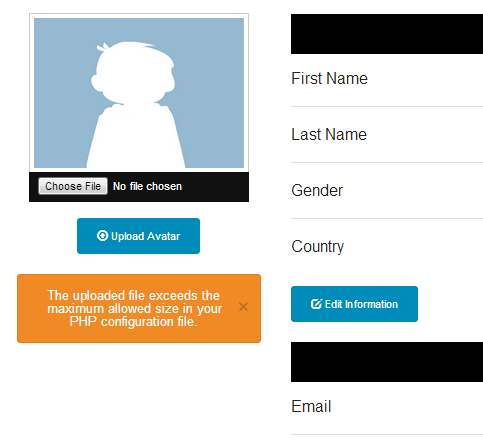 Choose File No file chosen
Upload Avatar
The uploaded file exceeds the
maximum allowed size in your
PHP configuration file.
×
First Name
Last Name
Gender
Country
Edit Information
Email